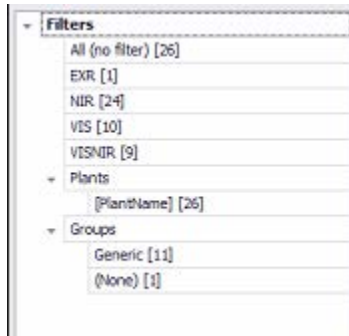 Filters
All (no filter) [26]
EXR [1]
NIR [24]
VIS [10]
VISNIR [9]
Plants
[PlantName] [26]
Groups
Generic [11]
(None) [1]